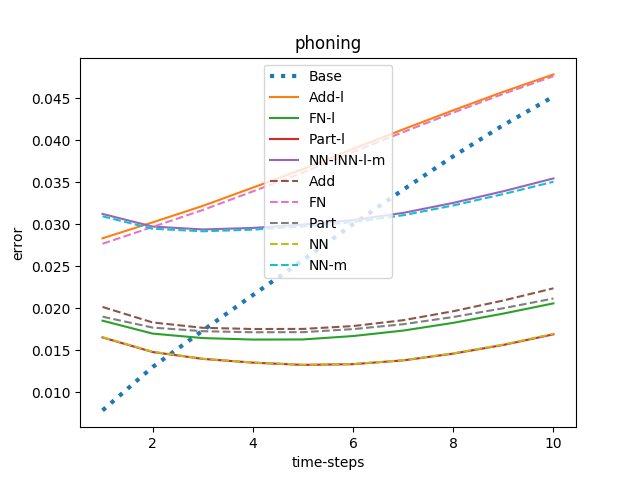 phoning
Base
Add-l
FN-l
Part-l
NN-lNN-l-m
Add
FN
Part
NN
NN-m
error
0.045
0.040
0.035
0.030
0.025
0.020
0.015
0.010
2 4 6 8 10
time-steps